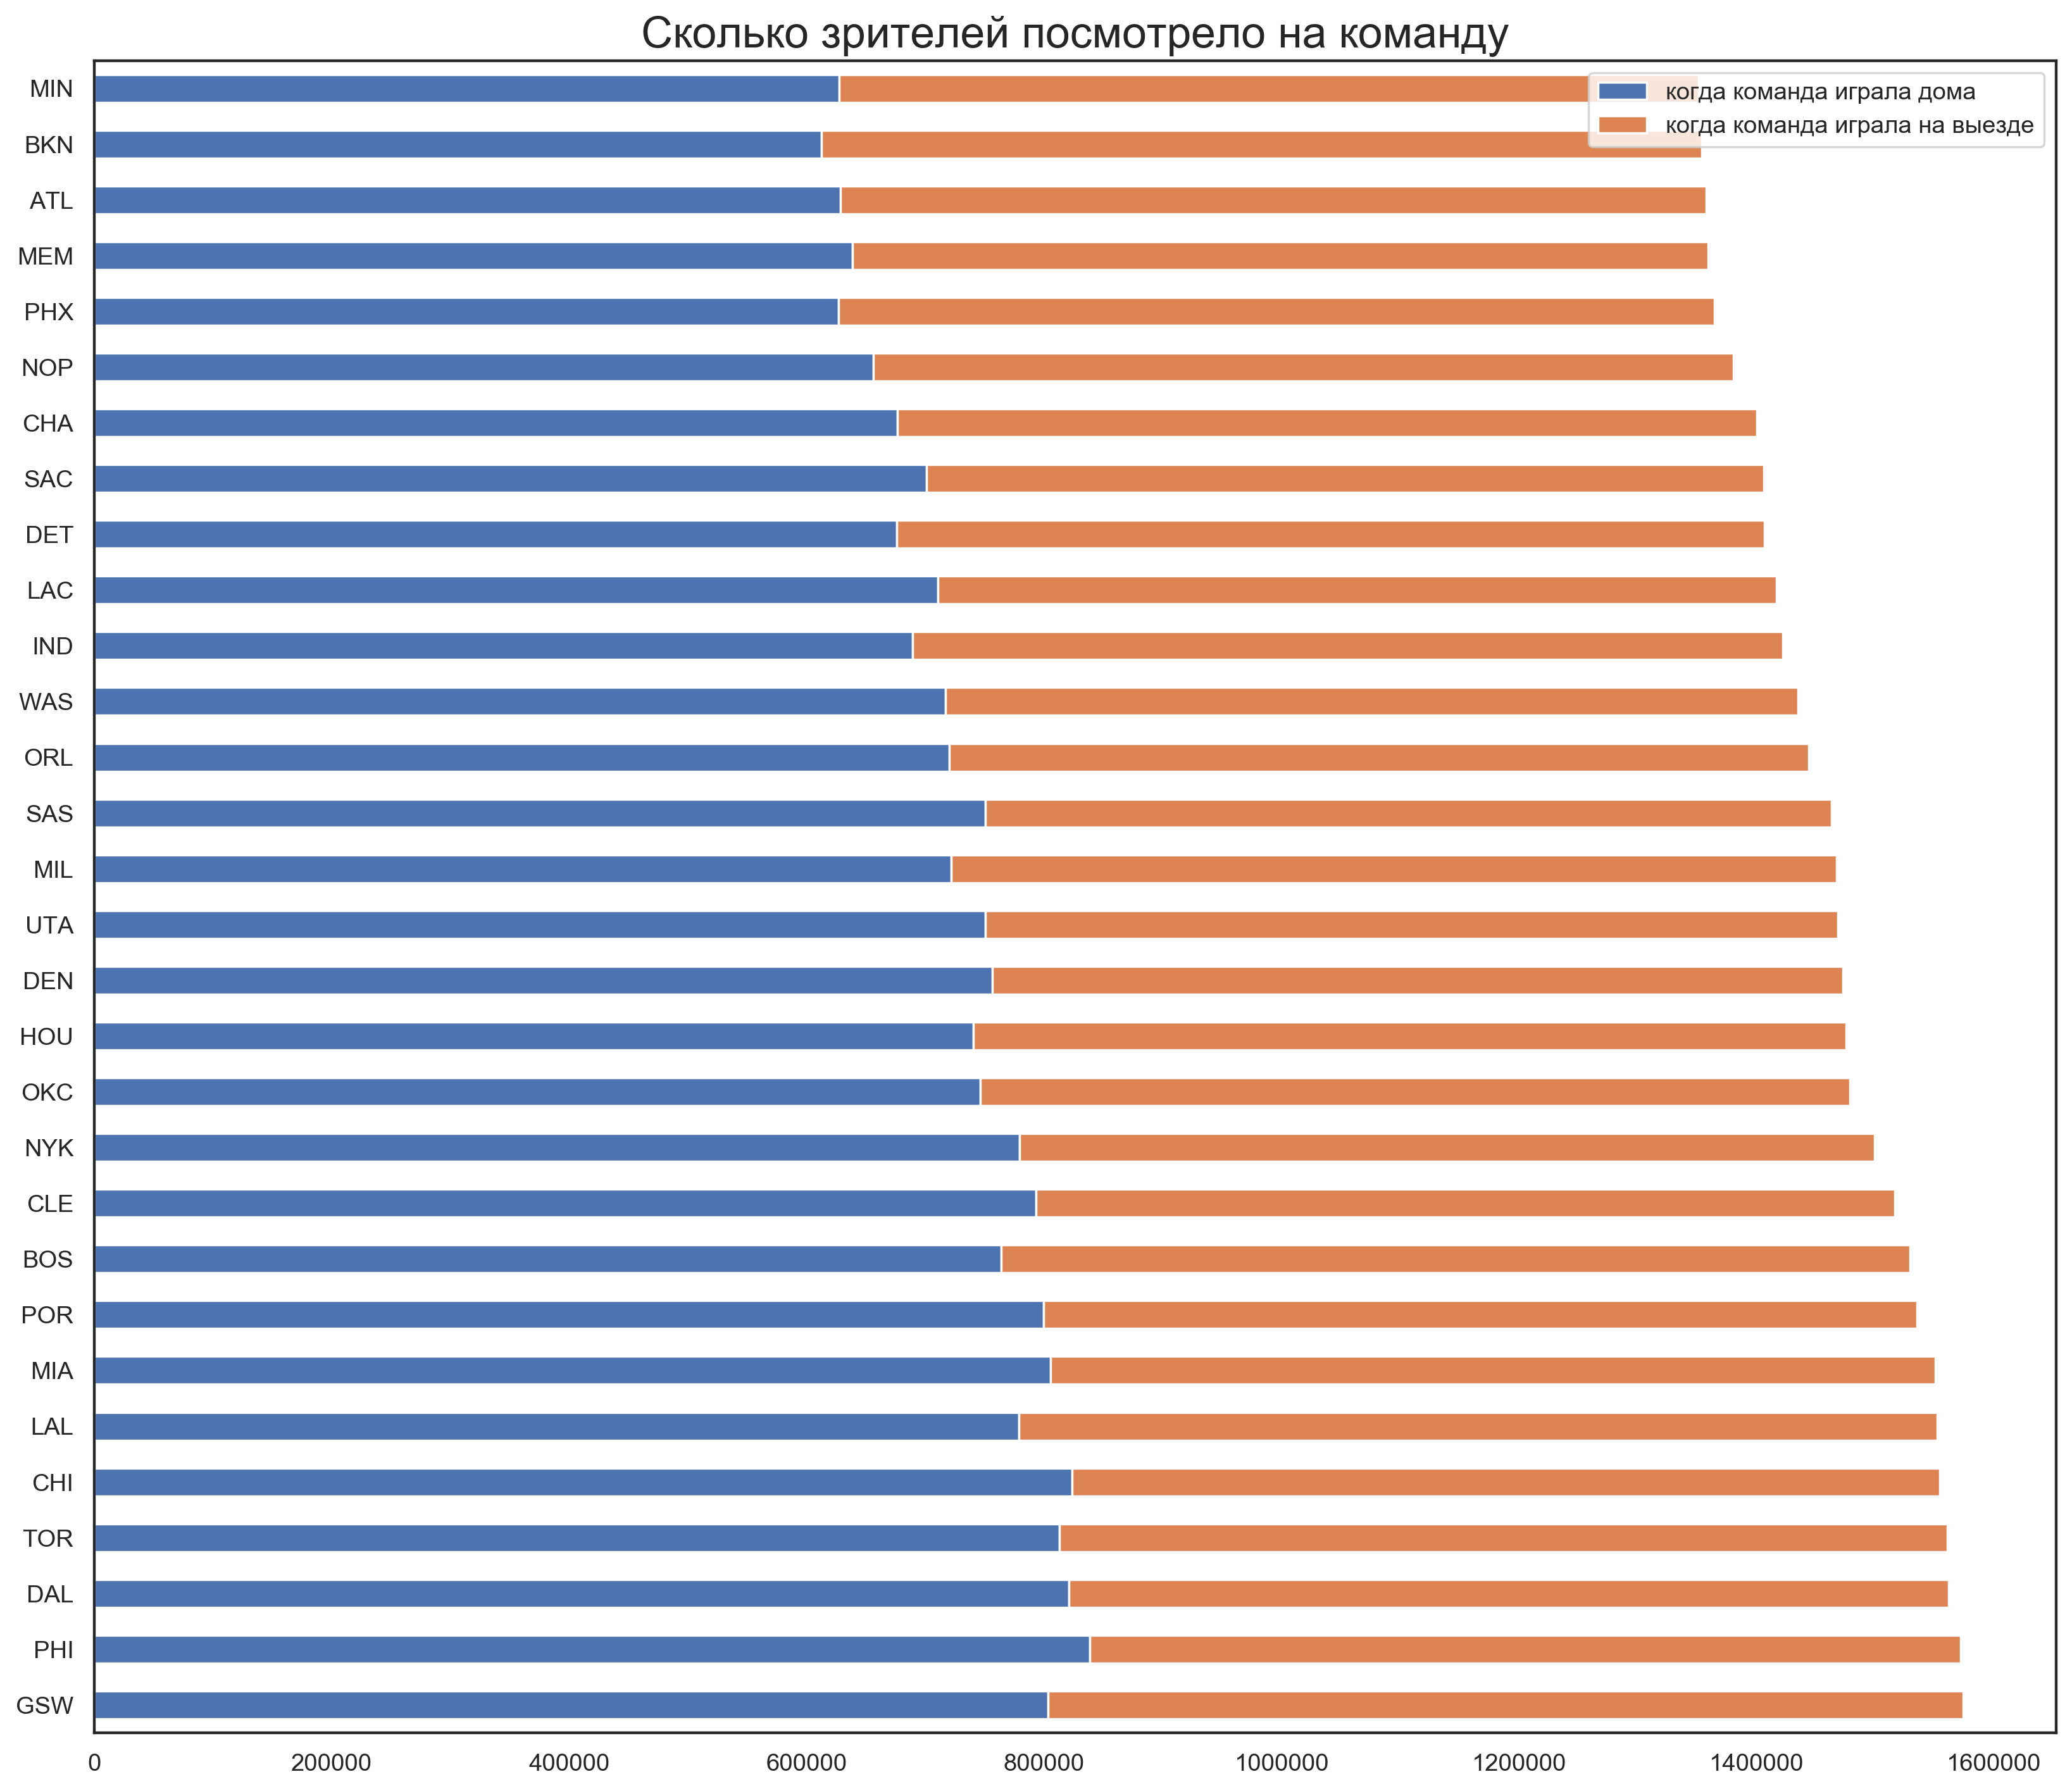 Сколько зрителей посмотрело на команду
когда команда играла дома
когда команда играла на выезде
MIN
BKN
ATL
MEM
PHX
NOP
CHA
SAC
DET
LAC
IND
WAS
ORL
SAS
MIL
UTA
DEN
HOU
OKC
NYK
CLE
BOS
POR
MIA
LAL
CHI
TOR
DAL
PHI
GSW
0 200000 400000 600000 800000 1000000 1200000 1400000 1600000